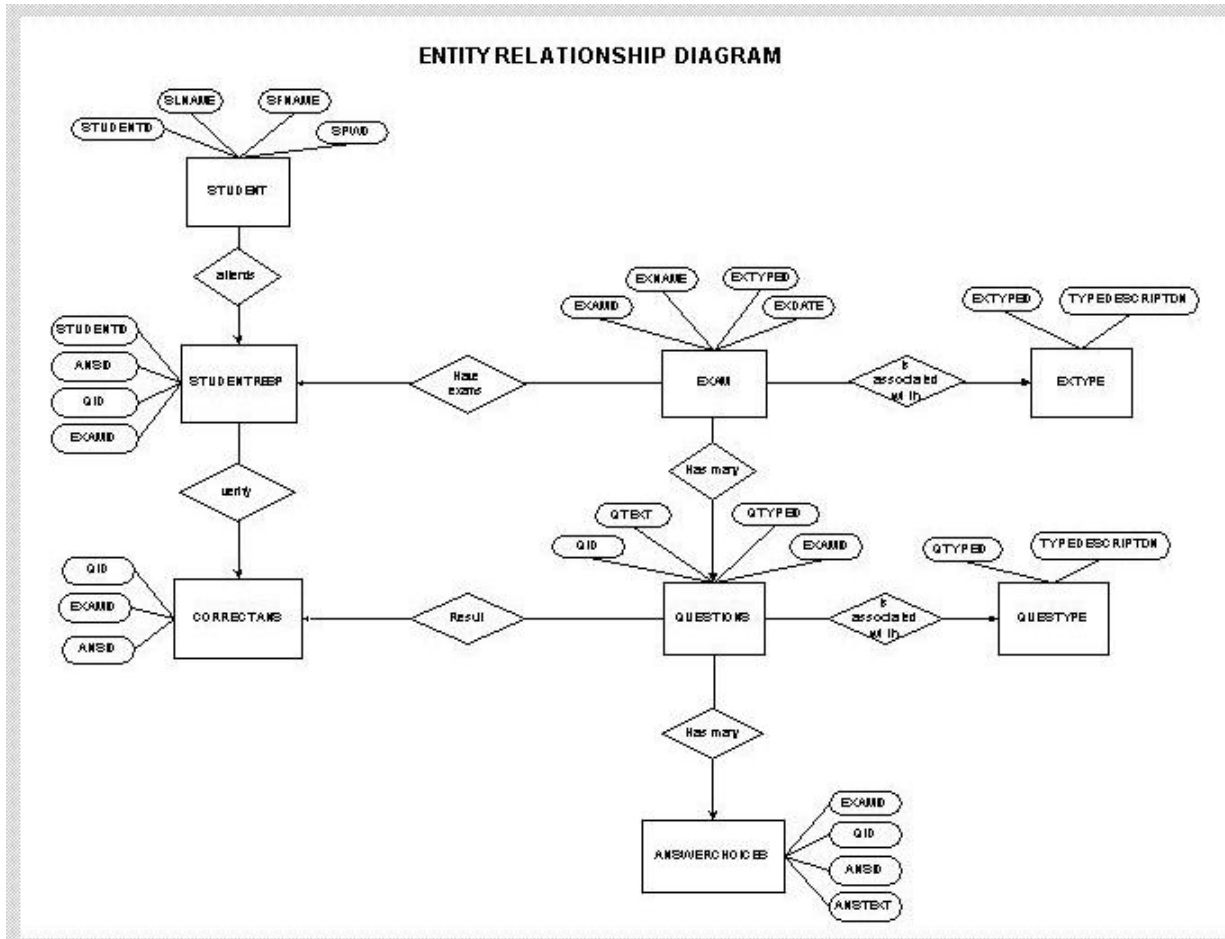 ENTITY RELATIONSHIP DIAGRAM
SLNAME
SFNAME
STUDENTID
SPWD
STUDENT
attends
EXNAME
EXTYPEID
EXAMID
EXDATE
EXTYPEID
TYPEDESCRIPTION
STUDENTID
ANSID
QID
EXAMID
STUDENTRESP
Have
exams
EXAM
is
associated
with
EXTYPE
verify
Has many
QTEXT
QTYPEID
QID
EXAMID
QTYPEID
TYPEDESCRIPTION
QID
EXAMID
ANSID
CORRECTANS
Result
QUESTIONS
is
associated
with
QUESTYPE
Has many
ANSWERCHOICES
EXAMID
QID
ANSID
ANSTEXT